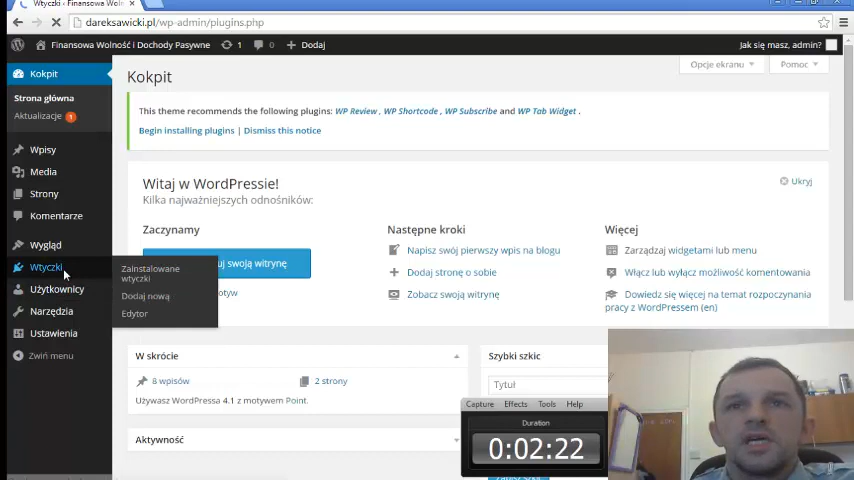 Wtyczki ‹ Finansowa Woln
dareksawicki.pl/wp-admin/plugins.php
Finansowa Wolność i Dochody Pasywne 1 0 Dodaj Jak się masz, admin?
Opcje ekranu Pomoc
Kokpit
Strona główna
Aktualizacje 1
Wpisy
Media
Strony
Komentarze
Wygląd
Wtyczki
Użytkownicy
Narzędzia
Ustawienia
Zwiń menu
Zainstalowane
wtyczki
Dodaj nową
Edytor
Kokpit
This theme recommends the following plugins: WP Review , WP Shortcode, WP Subscribe and WP Tab Widget .
Begin installing plugins | Dismiss this notice
Witaj w WordPressie!
Kilka najważniejszych odnośników:
Ukryj
Zaczynamy
uj swoją witrynę
otyw
Następne kroki
Napisz swój pierwszy wpis na blogu
Dodaj stronę o sobie
Zobacz swoją witrynę
Więcej
Zarządzaj widgetami lub menu
Włącz lub wyłącz możliwość komentowania
Dowiedz się więcej na temat rozpoczynania
pracy z WordPressem (en)
W skrócie
8 wpisów 2 strony
Używasz WordPressa 4.1 z motywem Point.
Aktywność
Szybki szkic
Tytuł
Capture Effects Tools Help
Duration
0:02:22